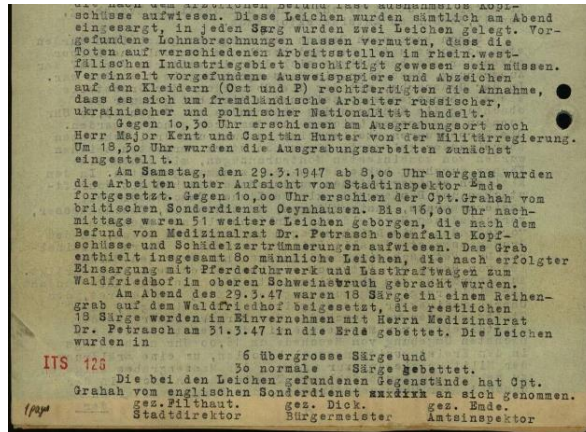 die nach dem ärztlichen Befund fast ausnahmslos Kopf-
schüsse aufwiesen. Diese Leichen wurden sämtlich am Abend
eingesargt, in jeden Sarg wurden zwei Leichen gelegt. Vor-
gefundene Lohnabrechnungen lassen vermuten, dass die
Toten auf verschiedenen Arbeitsstellen im rhein.west-
fälischen Industriegebiet beschäftigt gewesen sein müssen.
Vereinzelt vorgefundene Ausweispapiere und Abzeichen
auf den Kleidern (Ost und P) rechtfertigten die Annahme,
dass es sich um fremdländische Arbeiter russischer,
ukrainischer und polnischer Nationalität handelt.
Gegen 10,30 Uhr erschienen am Ausgrabungsort noch
Herr Major Kent und Capitän Hunter von der Militärregierung.
Um 18,30 Uhr wurden die Ausgrabungsarbeiten zunächst
eingestellt.
Am Samstag, den 29.3.1947 ab 8,00 Uhr morgens wurden
die Arbeiten unter Aufsicht von Stadtinspektor Emde
fortgesetzt. Gegen 10,00 Uhr erschien der Cpt.Grahah vom
britischen Sonderdienst Oeynhausen. Bis 16,00 Uhr nach-
mittags waren 51 weitere Leichen geborgen, die nach dem
Befund von Medizinalrat Dr. Petrasch ebenfalls Kopf-
schüsse und Schädelzertrümmerungen aufwiesen. Das Grab
enthielt insgesamt 80 männliche Leichen, die nach erfolgter
Einsargung mit Pferdefuhrwerk und Lastkraftwagen zum
Waldfriedhof im oberen Schweinsbruch gebracht wurden.
Am Abend des 29.3.47 waren 18 Särge in einem Reihen-
grab auf dem Waldfriedhof beigesetzt, die restlichen
18 Särge werden im Einvernehmen mit Herrn Medizinalrat
Dr. Petrasch am 31.3.47 in die Erde gebettet. Die Leichen
wurden in
ITS 126
6 übergrosse Särge und
30 normale Särge gebettet.
Die bei den Leichen gefundenen Gegenstände hat Cpt.
Grahah vom englischen Sonderdienst an sich genommen.
gez.Filthaut. gez. Dick. gez. Emde.
Stadtdirektor Bürgermeister Amtsinspektor